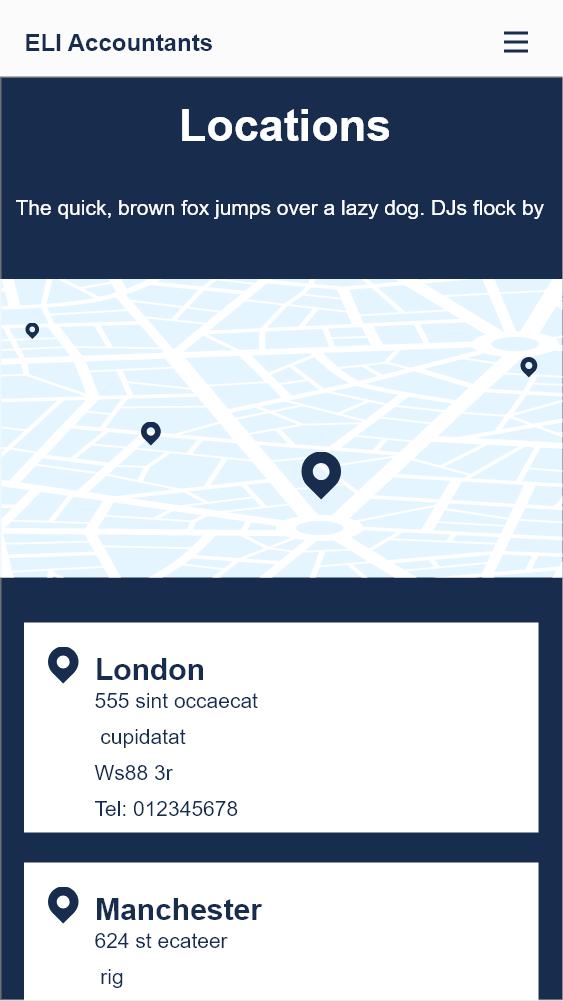 ELI Accountants
Locations
The quick, brown fox jumps over a lazy dog. DJs flock by
London
555 sint occaecat
cupidatat
Ws88 3r
Tel: 012345678
Manchester
624 st ecateer
rig